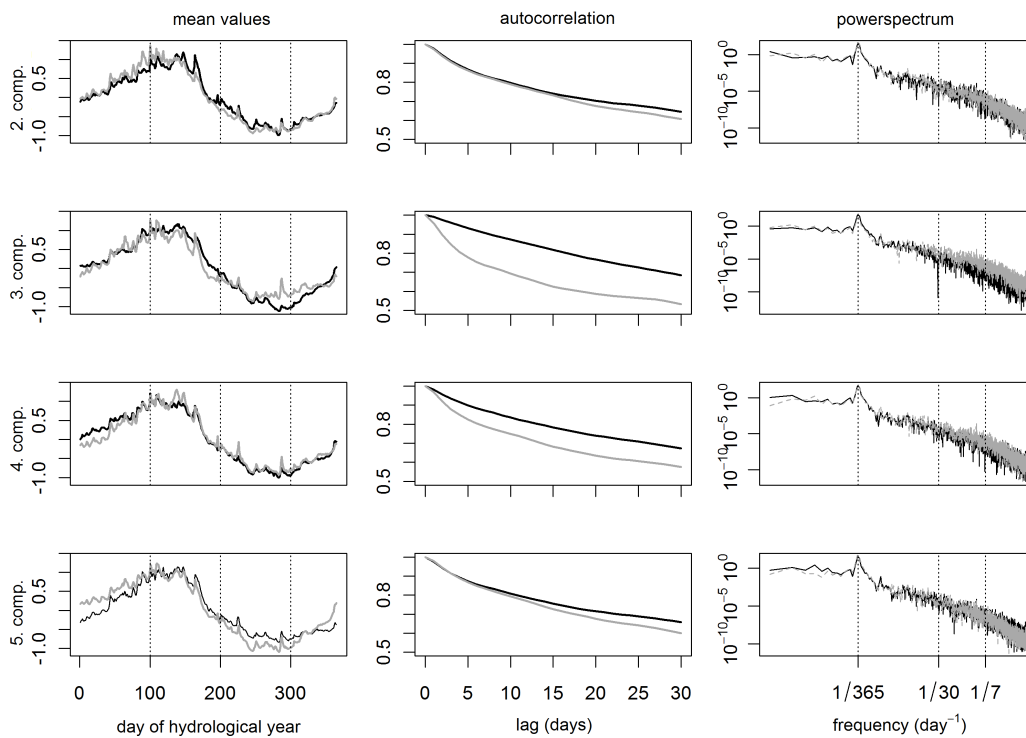 mean values autocorrelation powerspectrum
2. comp. 0.5 -1.0 0.8 0.5 10^0 10^−5 10^−10
3. comp. 0.5 -1.0 0.8 0.5 10^0 10^−5 10^−10
4. comp. 0.5 -1.0 0.8 0.5 10^0 10^−5 10^−10
5. comp. 0.5 -1.0 0.8 0.5 10^0 10^−5 10^−10
0 100 200 300 0 5 10 15 20 25 30 1/365 1/30 1/7
day of hydrological year lag (days) frequency (day^−1)